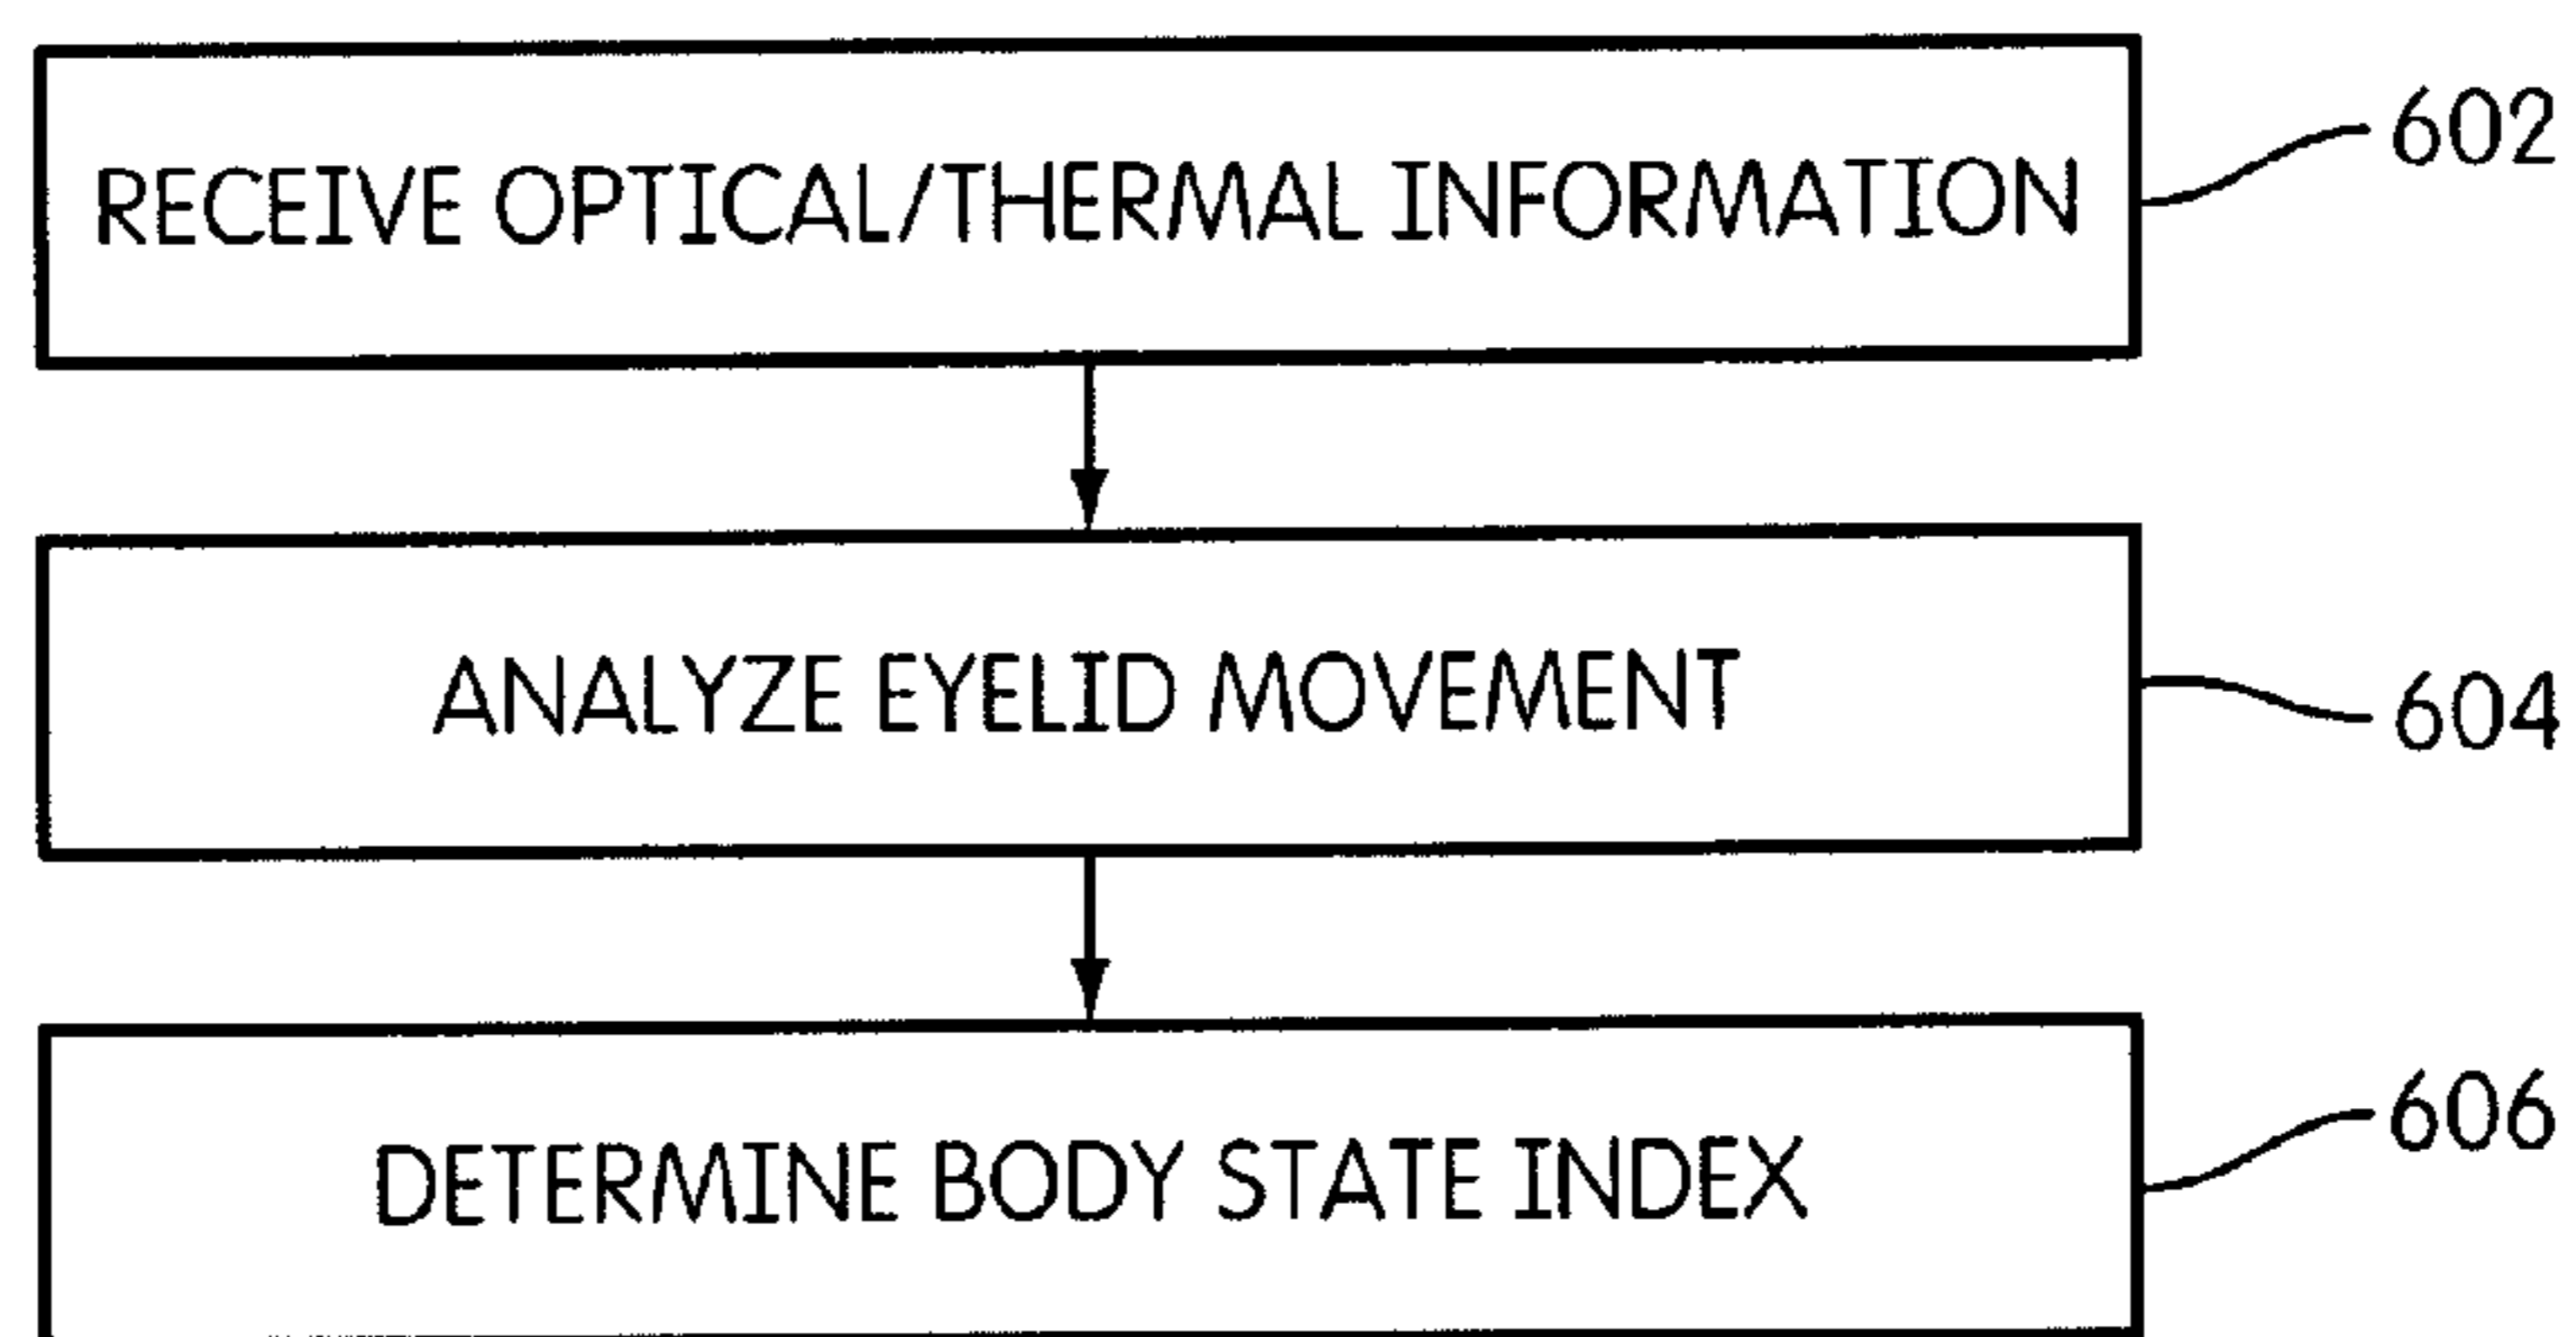 RECEIVE OPTICAL/THERMAL INFORMATION
602
ANALYZE EYELID MOVEMENT
604
DETERMINE BODY STATE INDEX
606